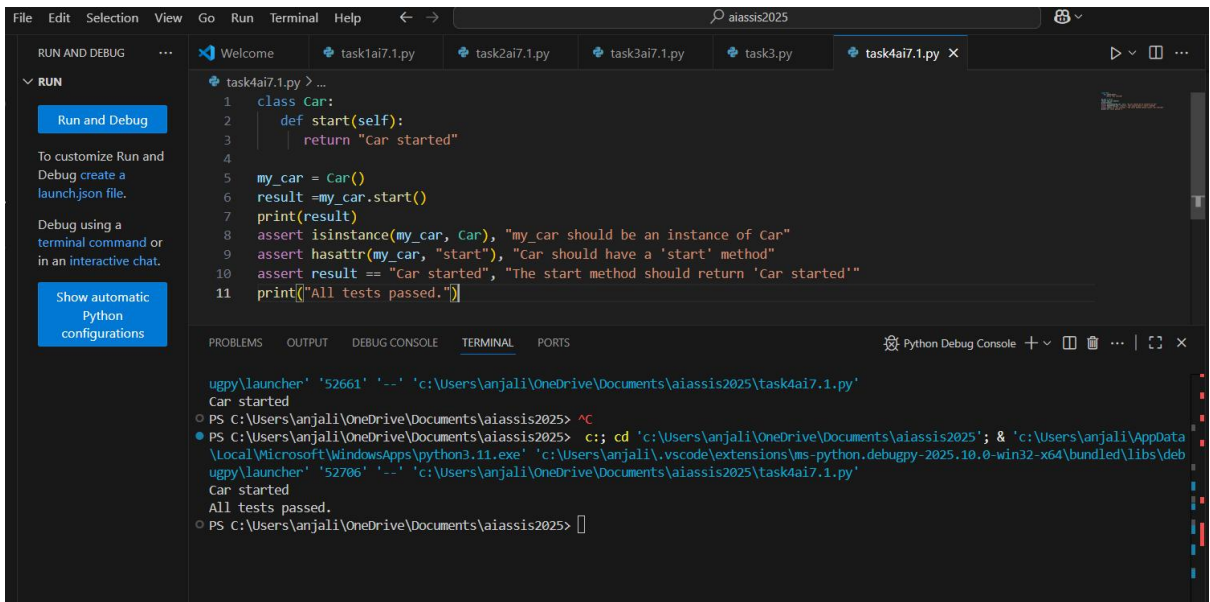 File Edit Selection View Go Run Terminal Help ← → aiassis2025
RUN AND DEBUG ···
RUN
Run and Debug
To customize Run and
Debug create a
launch.json file.
Debug using a
terminal command or
in an interactive chat.
Show automatic
Python
configurations
Welcome task1ai7.1.py task2ai7.1.py task3ai7.1.py task3.py task4ai7.1.py ×
task4ai7.1.py > ...
1 class Car:
2     def start(self):
3         return "Car started"
4
5 my_car = Car()
6 result =my_car.start()
7 print(result)
8 assert isinstance(my_car, Car), "my_car should be an instance of Car"
9 assert hasattr(my_car, "start"), "Car should have a 'start' method"
10 assert result == "Car started", "The start method should return 'Car started'"
11 print("All tests passed.")
PROBLEMS OUTPUT DEBUG CONSOLE TERMINAL PORTS Python Debug Console
ugpy\launcher' '52661' '--' 'c:\Users\anjali\OneDrive\Documents\aiassis2025\task4ai7.1.py'
Car started
PS C:\Users\anjali\OneDrive\Documents\aiassis2025> ^C
PS C:\Users\anjali\OneDrive\Documents\aiassis2025> c:; cd 'c:\Users\anjali\OneDrive\Documents\aiassis2025'; & 'c:\Users\anjali\AppData
\Local\Microsoft\WindowsApps\python3.11.exe' 'c:\Users\anjali\.vscode\extensions\ms-python.debugpy-2025.10.0-win32-x64\bundled\libs\deb
ugpy\launcher' '52706' '--' 'c:\Users\anjali\OneDrive\Documents\aiassis2025\task4ai7.1.py'
Car started
All tests passed.
PS C:\Users\anjali\OneDrive\Documents\aiassis2025>